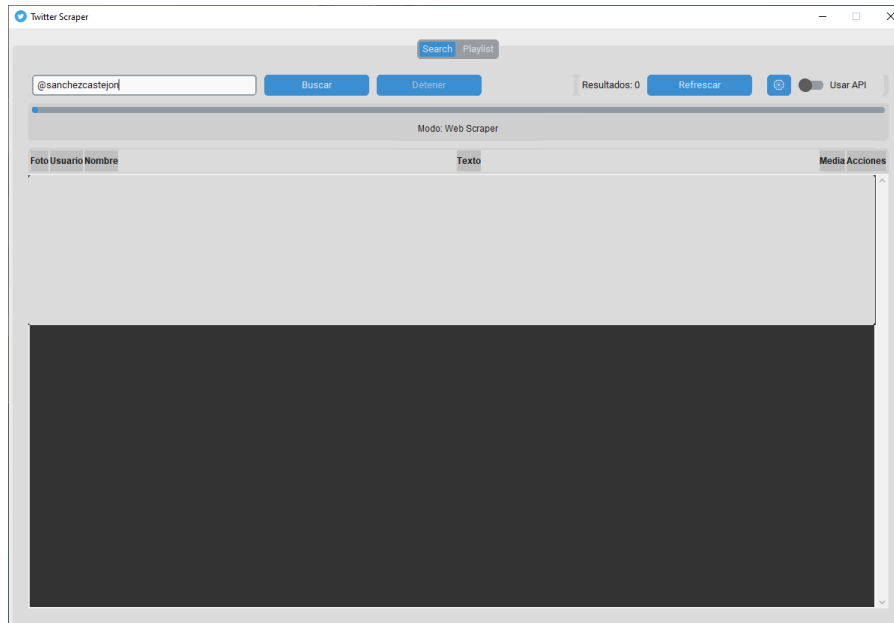 Twitter Scraper
Search Playlist
@sanchezcastejon Buscar Detener Resultados: 0 Refrescar Usar API
Modo: Web Scraper
Foto Usuario Nombre Texto Media Acciones